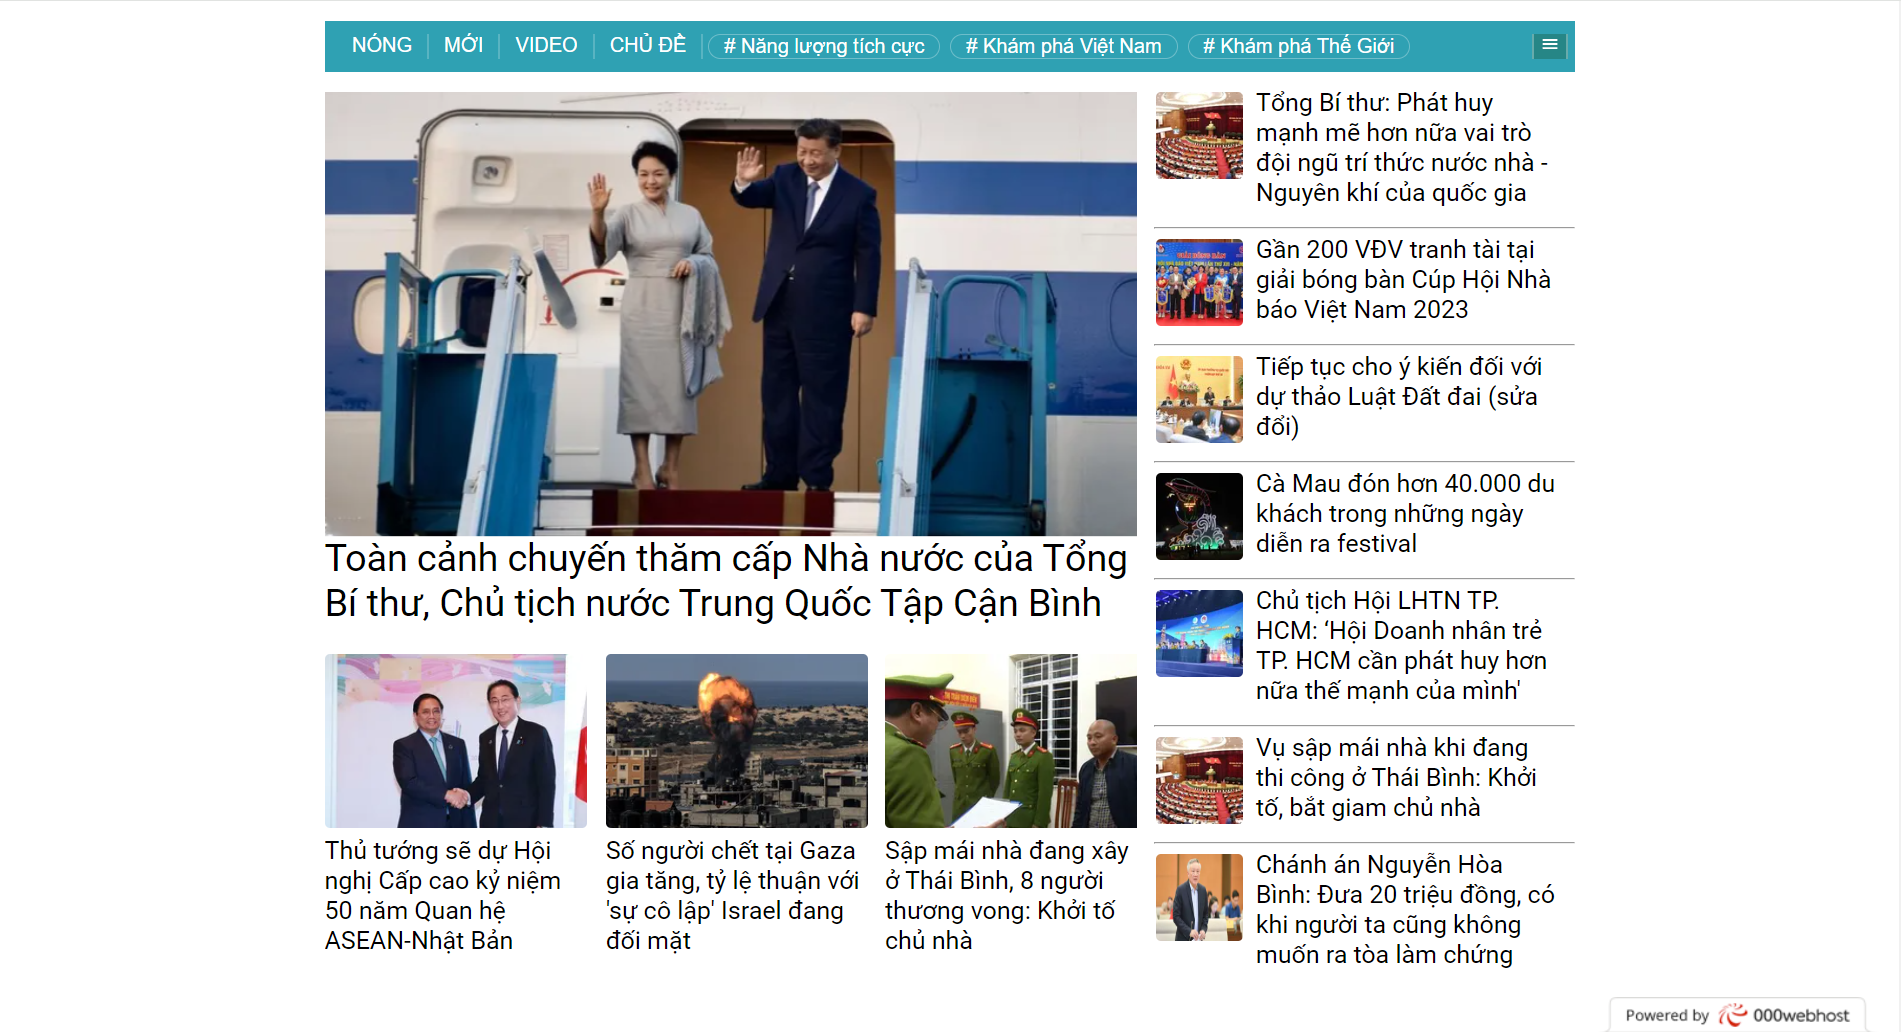 NÓNG
MỚI
VIDEO
CHỦ ĐỀ
# Năng lượng tích cực
# Khám phá Việt Nam
# Khám phá Thế Giới
Toàn cảnh chuyến thăm cấp Nhà nước của Tổng
Bí thư, Chủ tịch nước Trung Quốc Tập Cận Bình
Thủ tướng sẽ dự Hội
nghị Cấp cao kỷ niệm
50 năm Quan hệ
ASEAN-Nhật Bản
Số người chết tại Gaza
gia tăng, tỷ lệ thuận với
'sự cô lập' Israel đang
đối mặt
Sập mái nhà đang xây
ở Thái Bình, 8 người
thương vong: Khởi tố
chủ nhà
Tổng Bí thư: Phát huy
mạnh mẽ hơn nữa vai trò
đội ngũ trí thức nước nhà -
Nguyên khí của quốc gia
Gần 200 VĐV tranh tài tại
giải bóng bàn Cúp Hội Nhà
báo Việt Nam 2023
Tiếp tục cho ý kiến đối với
dự thảo Luật Đất đai (sửa
đổi)
Cà Mau đón hơn 40.000 du
khách trong những ngày
diễn ra festival
Chủ tịch Hội LHTN TP.
HCM: ‘Hội Doanh nhân trẻ
TP. HCM cần phát huy hơn
nữa thế mạnh của mình'
Vụ sập mái nhà khi đang
thi công ở Thái Bình: Khởi
tố, bắt giam chủ nhà
Chánh án Nguyễn Hòa
Bình: Đưa 20 triệu đồng, có
khi người ta cũng không
muốn ra tòa làm chứng
Powered by 000webhost